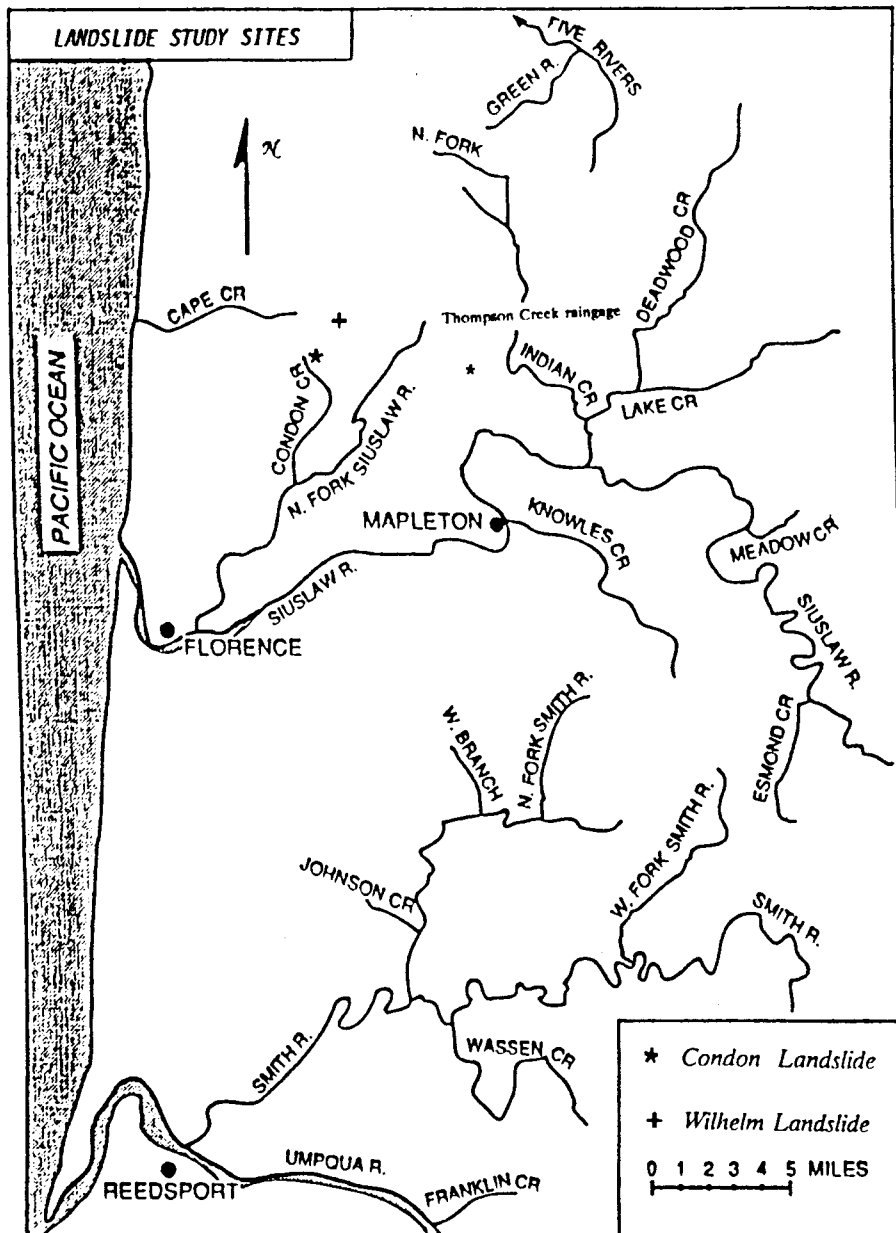 LANDSLIDE STUDY SITES
FIVE RIVERS
GREEN R.
N. FORK
N
DEADWOOD CR
CAPE CR
Thompson Creek raingage
CONDON CR
INDIAN CR
LAKE CR
N. FORK SIUSLAW R.
PACIFIC OCEAN
MAPLETON
KNOWLES CR
MEADOW CR
SIUSLAW R.
SIUSLAW R.
FLORENCE
W. BRANCH
N. FORK SMITH R.
ESMOND CR
W. FORK SMITH R.
JOHNSON CR
SMITH R.
SMITH R.
WASSEN CR
* Condon Landslide
+ Wilhelm Landslide
0 1 2 3 4 5 MILES
UMPQUA R.
REEDSPORT
FRANKLIN CR